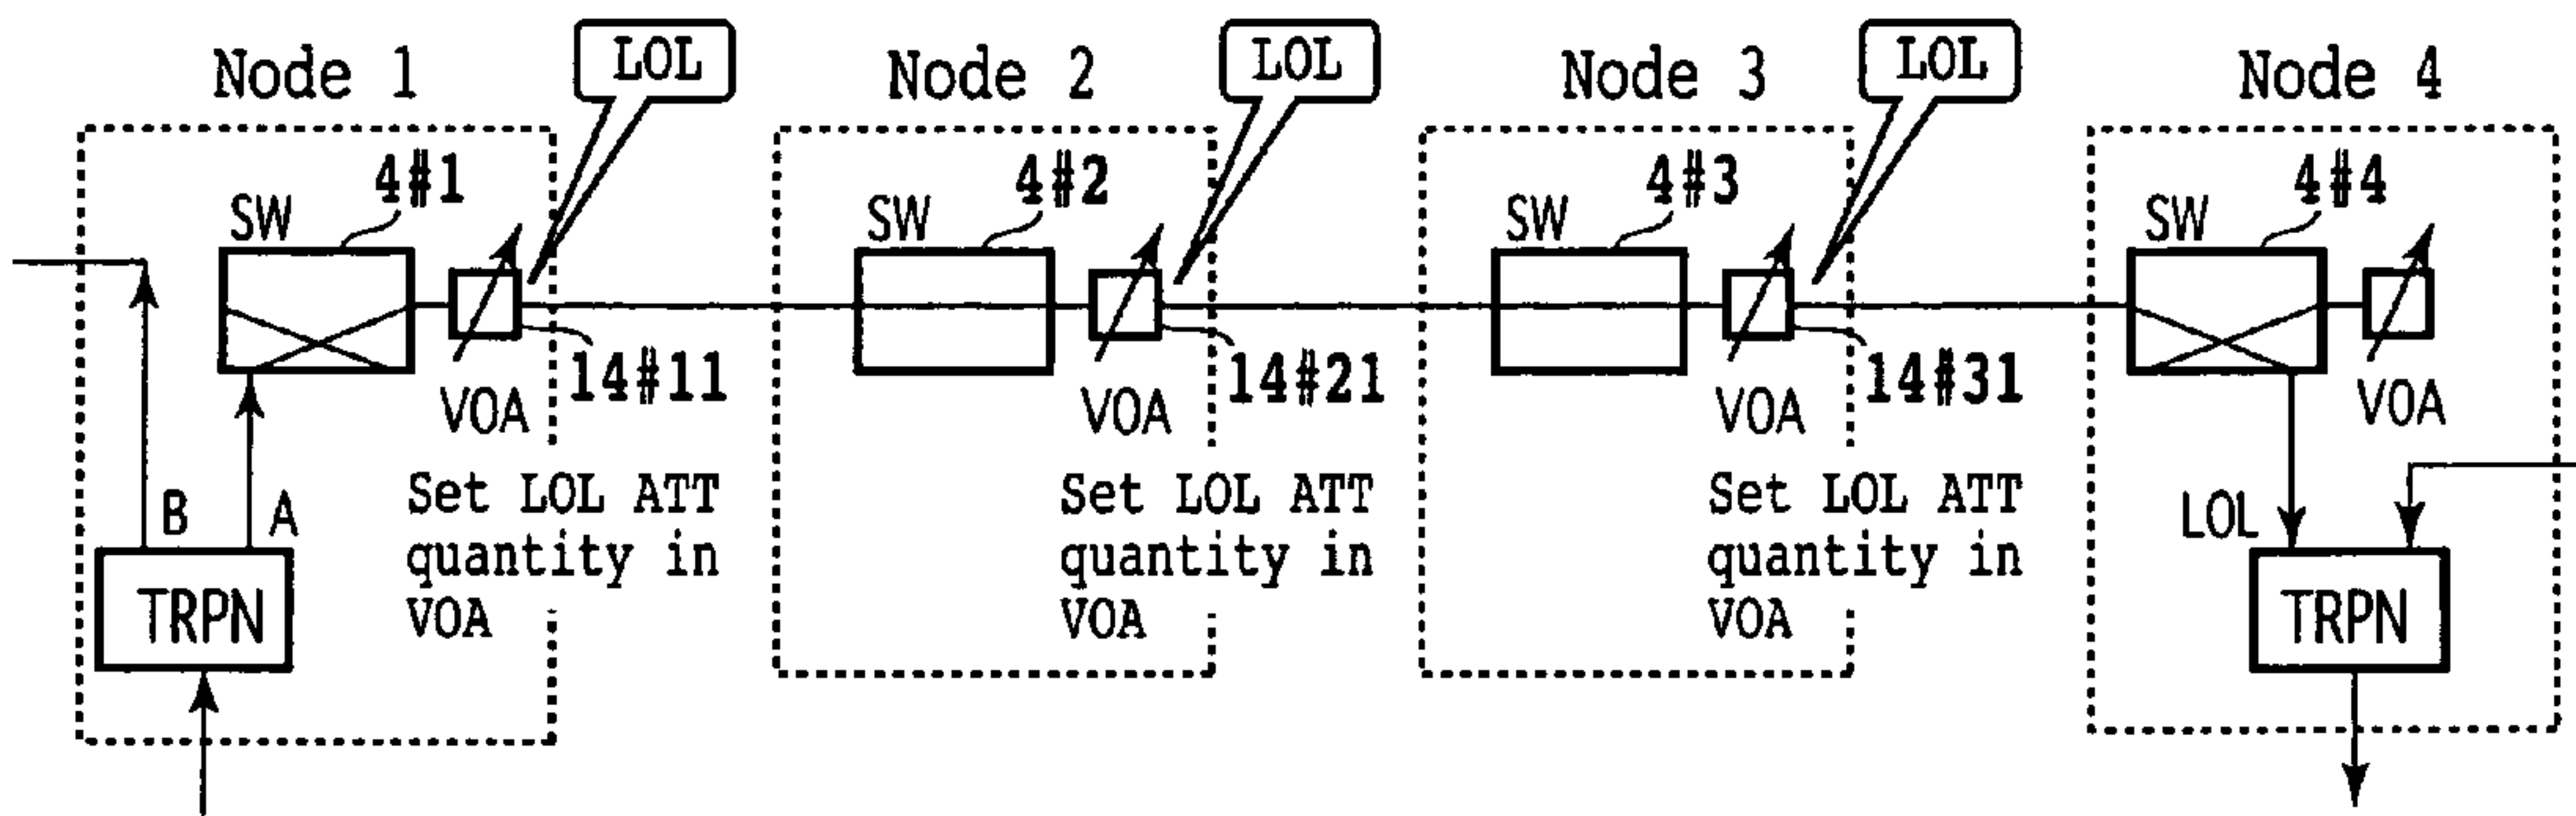 Node 1
LOL
Node 2
LOL
Node 3
LOL
Node 4
SW
4#1
SW
4#2
SW
4#3
SW
4#4
14#11
VOA
14#21
VOA
14#31
VOA
VOA
B
A
Set LOL ATT
quantity in
VOA
Set LOL ATT
quantity in
VOA
Set LOL ATT
quantity in
VOA
LOL
TRPN
TRPN